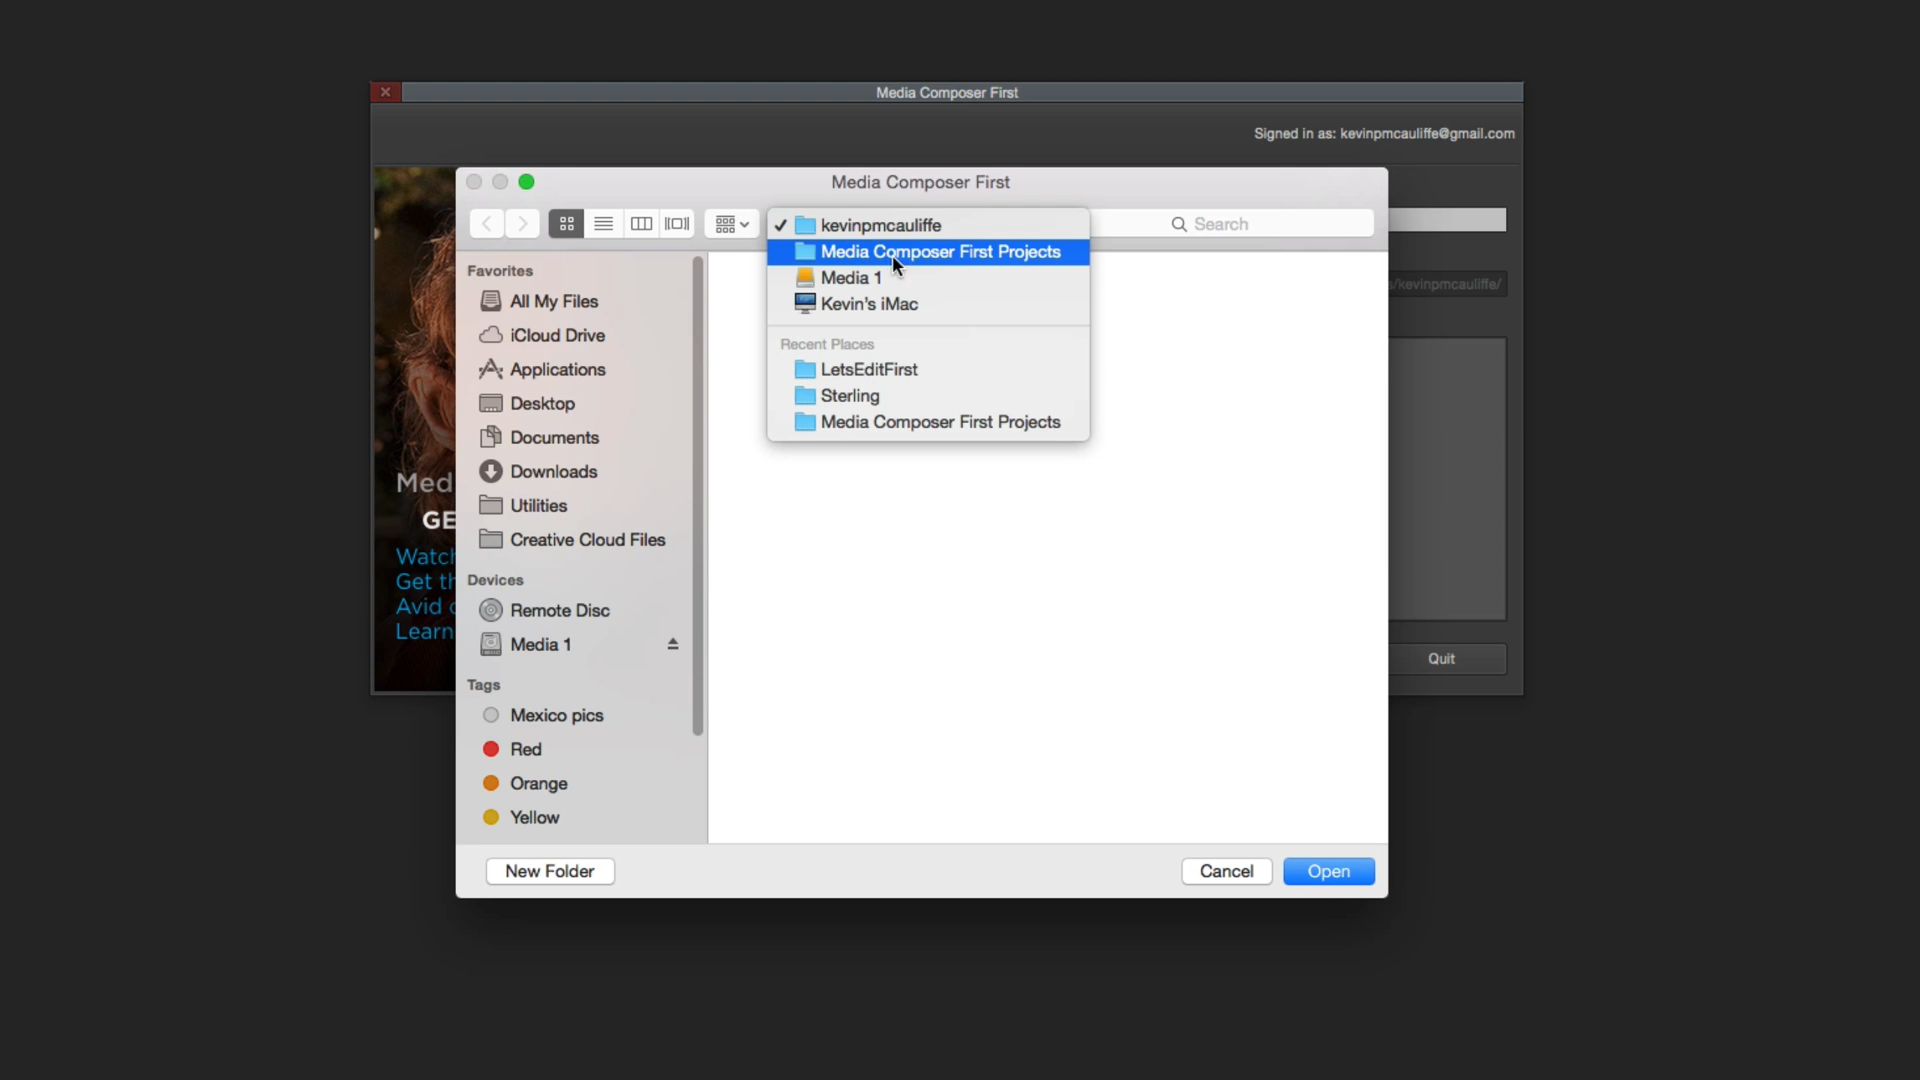 Media Composer First
Signed in as: kevinpmcauliffe@gmail.com
Media Composer First
kevinpmcauliffe
Search
Media Composer First Projects
Media 1
Kevin's iMac
Recent Places
LetsEditFirst
Sterling
Media Composer First Projects
Favorites
All My Files
iCloud Drive
Applications
Desktop
Documents
Downloads
Utilities
Creative Cloud Files
Devices
Remote Disc
Media 1
Tags
Mexico pics
Red
Orange
Yellow
New Folder
Cancel
Open
s/kevinpmcauliffe/
Quit
Med
GE
Watch
Get th
Avid
Learn